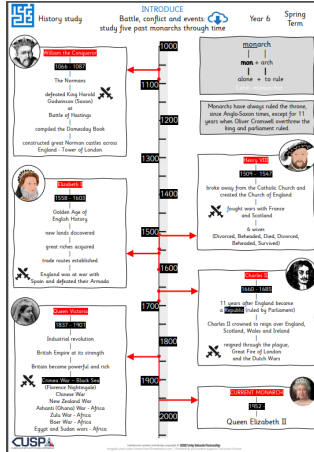 INTRODUCE
History study
Battle, conflict and events:
study five past monarchs through time
Year 6
Spring
Term
William the Conqueror
1066 - 1087
The Normans
defeated King Harold
Godwinson (Saxon)
at
Battle of Hastings
compiled the Domesday Book
constructed great Norman castles across
England - Tower of London
Elizabeth I
1558 - 1603
Golden Age of
English History
new lands discovered
great riches acquired
trade routes established
England was at war with
Spain and defeated their Armada
Queen Victoria
1837 - 1901
Industrial revolution
British Empire at its strength
Britain became powerful and rich
Crimea War – Black Sea
(Florence Nightingale)
Chinese War
New Zealand War
Ashanti (Ghana) War - Africa
Zulu War - Africa
Boer War - Africa
Egypt and Sudan wars - Africa
CUSP
1000
1100
1200
1300
1400
1500
1600
1700
1800
1900
2000
monarch
man + arch
alone + to rule
Monarchs have always ruled the throne,
since Anglo-Saxon times, except for 11
years when Oliver Cromwell overthrew the
king and parliament ruled.
Henry VIII
1509 - 1547
broke away from the Catholic Church and
created the Church of England
fought wars with France
and Scotland
6 wives
(Divorced, Beheaded, Died, Divorced,
Beheaded, Survived)
Charles II
1660 - 1685
11 years after England became
a Republic (ruled by Parliament)
Charles II crowned to reign over England,
Scotland, Wales and Ireland
reigned through the plague,
Great Fire of London
and the Dutch Wars
CURRENT MONARCH
1952 -
Queen Elizabeth II